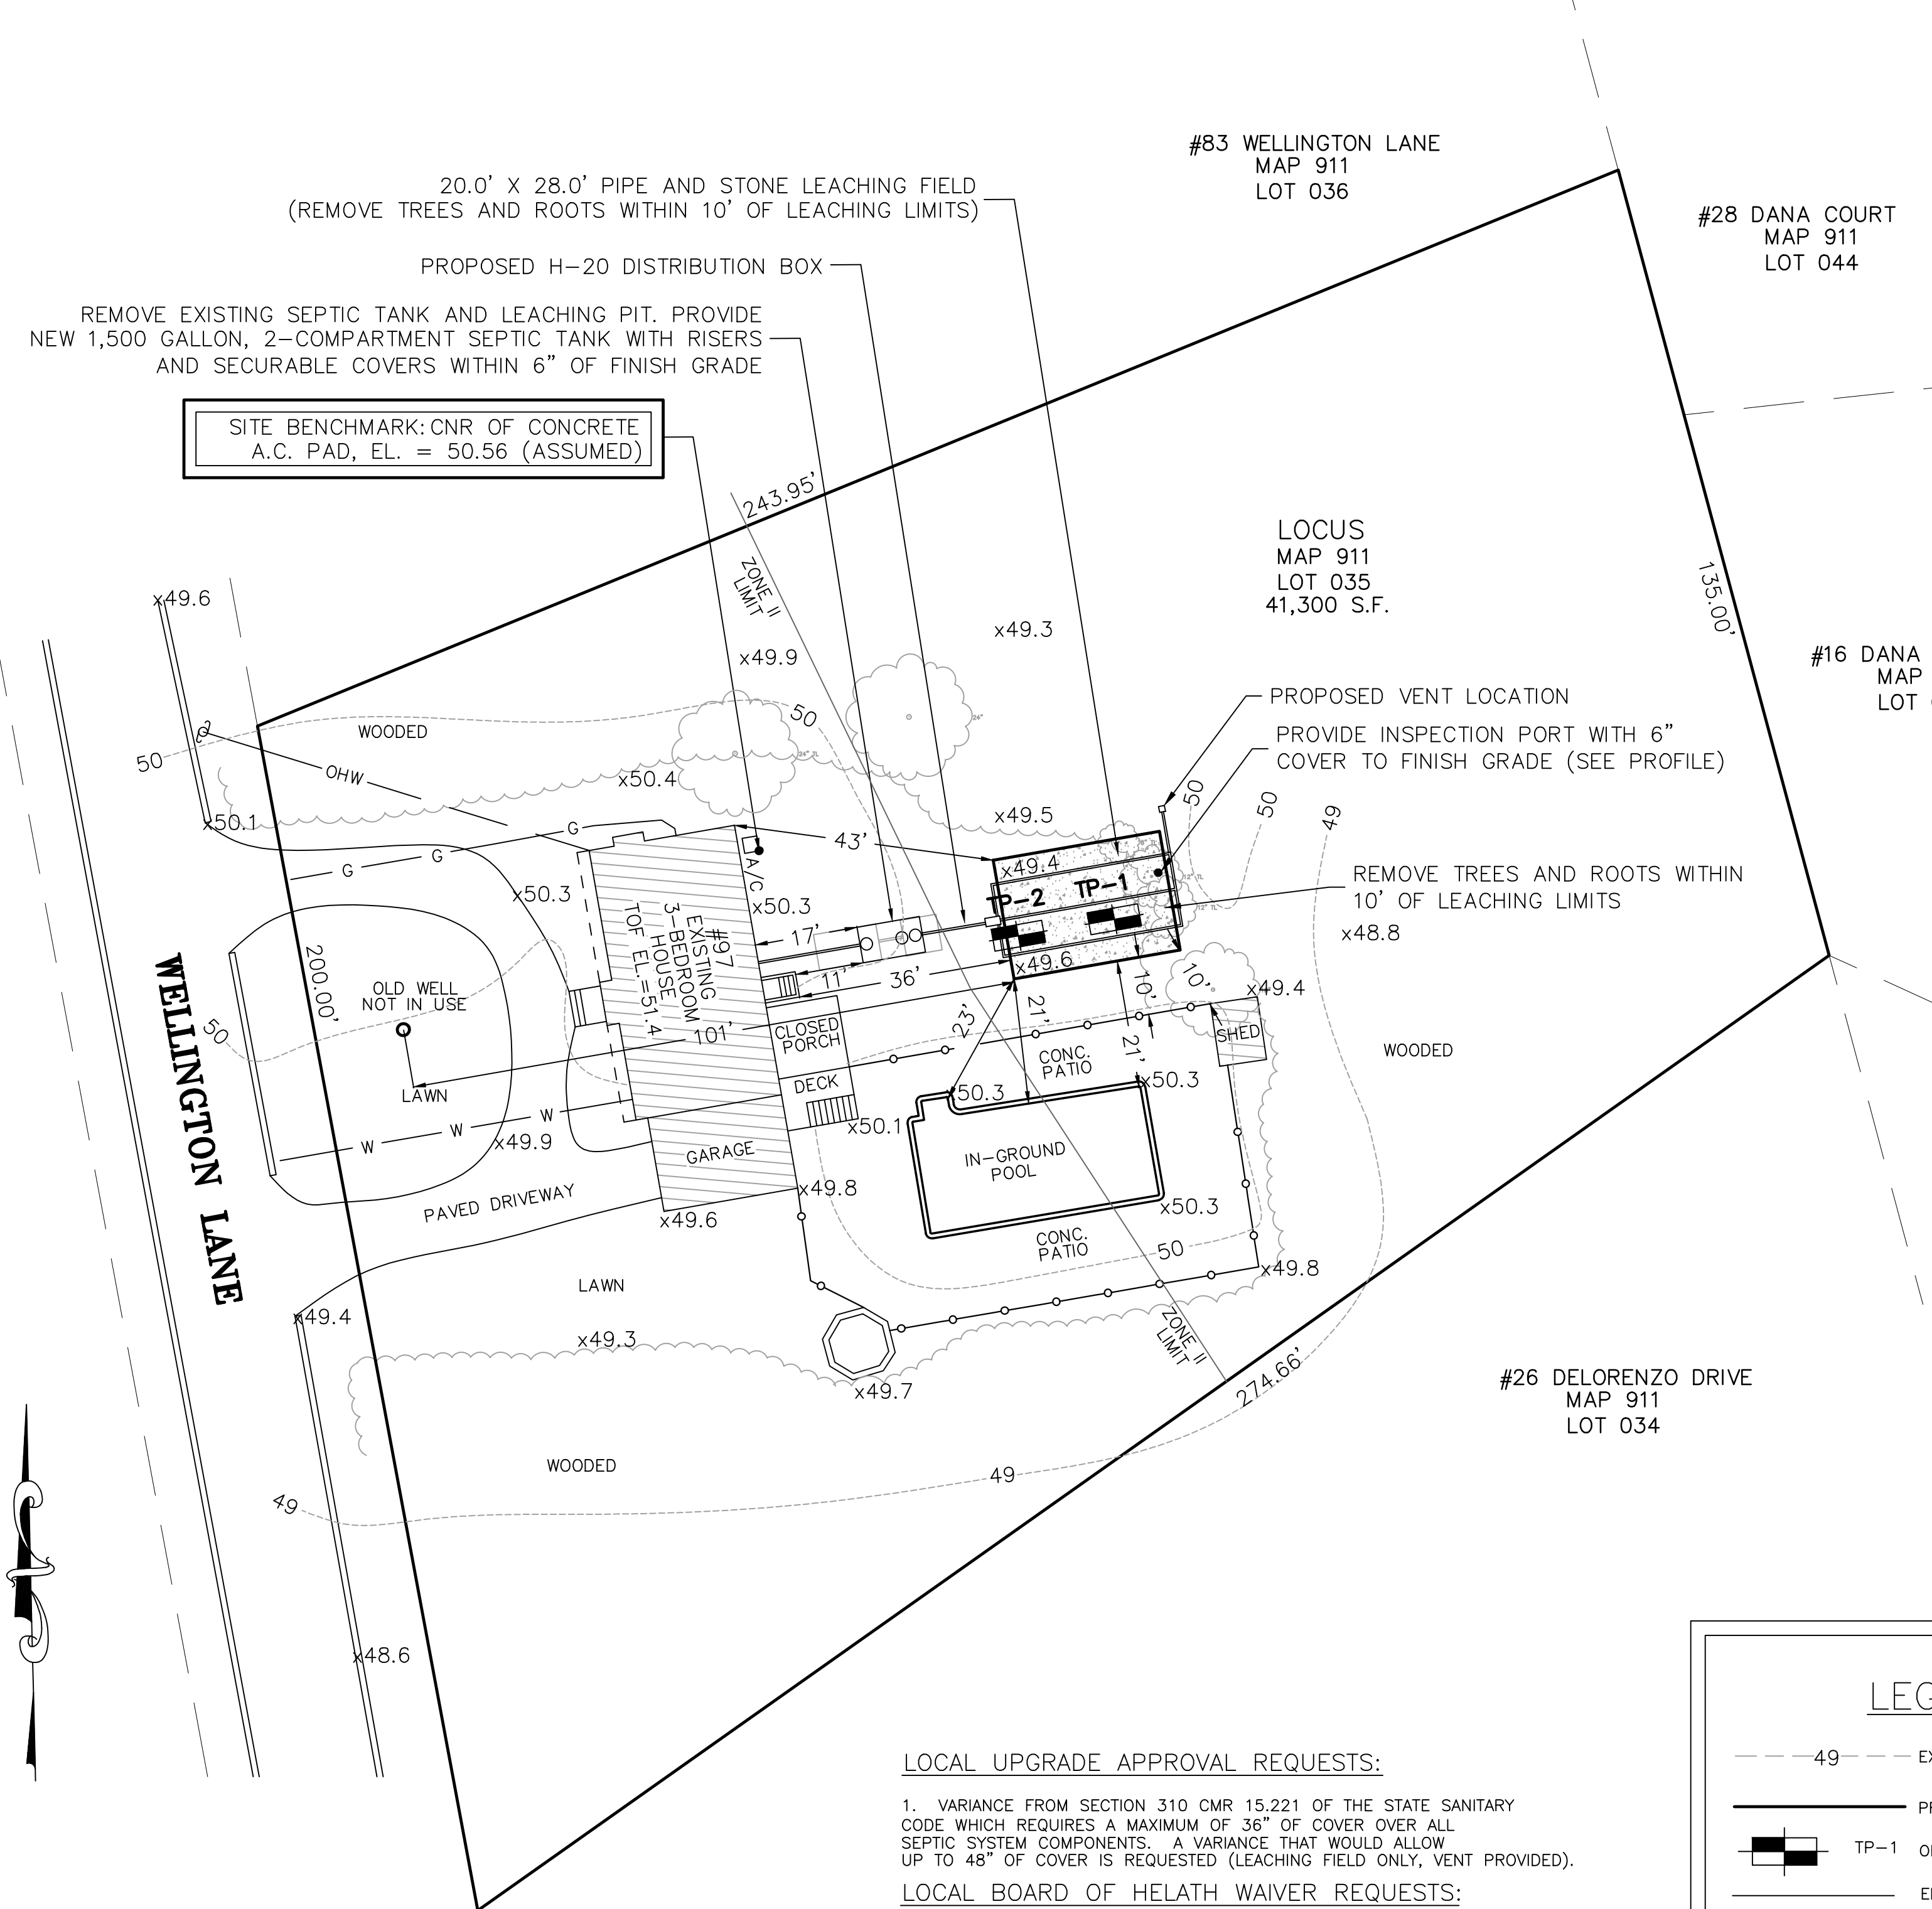 #83 WELLINGTON LANE
MAP 911
LOT 036
20.0' X 28.0' PIPE AND STONE LEACHING FIELD
(REMOVE TREES AND ROOTS WITHIN 10' OF LEACHING LIMITS)
#28 DANA COURT
MAP 911
LOT 044
PROPOSED H-20 DISTRIBUTION BOX
REMOVE EXISTING SEPTIC TANK AND LEACHING PIT. PROVIDE
NEW 1,500 GALLON, 2-COMPARTMENT SEPTIC TANK WITH RISERS
AND SECURABLE COVERS WITHIN 6" OF FINISH GRADE
SITE BENCHMARK: CNR OF CONCRETE
A.C. PAD, EL. = 50.56 (ASSUMED)
243.95'
ZONE II
LIMIT
LOCUS
MAP 911
LOT 035
41,300 S.F.
135.00'
x49.6
x49.3
x49.9
#16 DANA
MAP
LOT
PROPOSED VENT LOCATION
PROVIDE INSPECTION PORT WITH 6"
COVER TO FINISH GRADE (SEE PROFILE)
WOODED
50
50
24"
24" TL
OHW
x50.4
50
50
49
x50.1
G
G
G
43'
x49.5
x49.4
A/C
TP-2
TP-1
12" TL
12" TL
REMOVE TREES AND ROOTS WITHIN
10' OF LEACHING LIMITS
x50.3
x50.3
x48.8
#97
EXISTING
3-BEDROOM
HOUSE
TOF EL.=51.4
17'
11'
36'
x49.6
10'
10'
x49.4
WELLINGTON LANE
200.00'
OLD WELL
NOT IN USE
50
101'
CLOSED
PORCH
23'
21'
21'
SHED
CONC.
PATIO
WOODED
LAWN
DECK
x50.3
x50.3
W
W
W
x49.9
x50.1
GARAGE
IN-GROUND
POOL
PAVED DRIVEWAY
x49.8
x49.6
x50.3
CONC.
PATIO
50
x49.8
LAWN
x49.4
x49.3
ZONE II
LIMIT
x49.7
274.66'
#26 DELORENZO DRIVE
MAP 911
LOT 034
WOODED
49
49
x48.6
LEG
49
EX
PR
TP-1
LOCAL UPGRADE APPROVAL REQUESTS:
1. VARIANCE FROM SECTION 310 CMR 15.221 OF THE STATE SANITARY
CODE WHICH REQUIRES A MAXIMUM OF 36" OF COVER OVER ALL
SEPTIC SYSTEM COMPONENTS. A VARIANCE THAT WOULD ALLOW
UP TO 48" OF COVER IS REQUESTED (LEACHING FIELD ONLY, VENT PROVIDED).
LOCAL BOARD OF HELATH WAIVER REQUESTS: